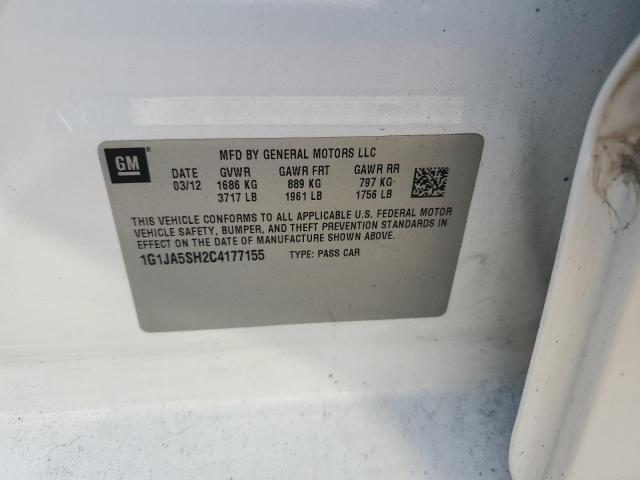 GM
MFD BY GENERAL MOTORS LLC
DATE GVWR GAWR FRT GAWR RR
03/12 1686 KG 889 KG 797 KG
3717 LB 1961 LB 1756 LB
THIS VEHICLE CONFORMS TO ALL APPLICABLE U.S. FEDERAL MOTOR
VEHICLE SAFETY, BUMPER, AND THEFT PREVENTION STANDARDS IN
EFFECT ON THE DATE OF MANUFACTURE SHOWN ABOVE.
1G1JA5SH2C4177155 TYPE: PASS CAR